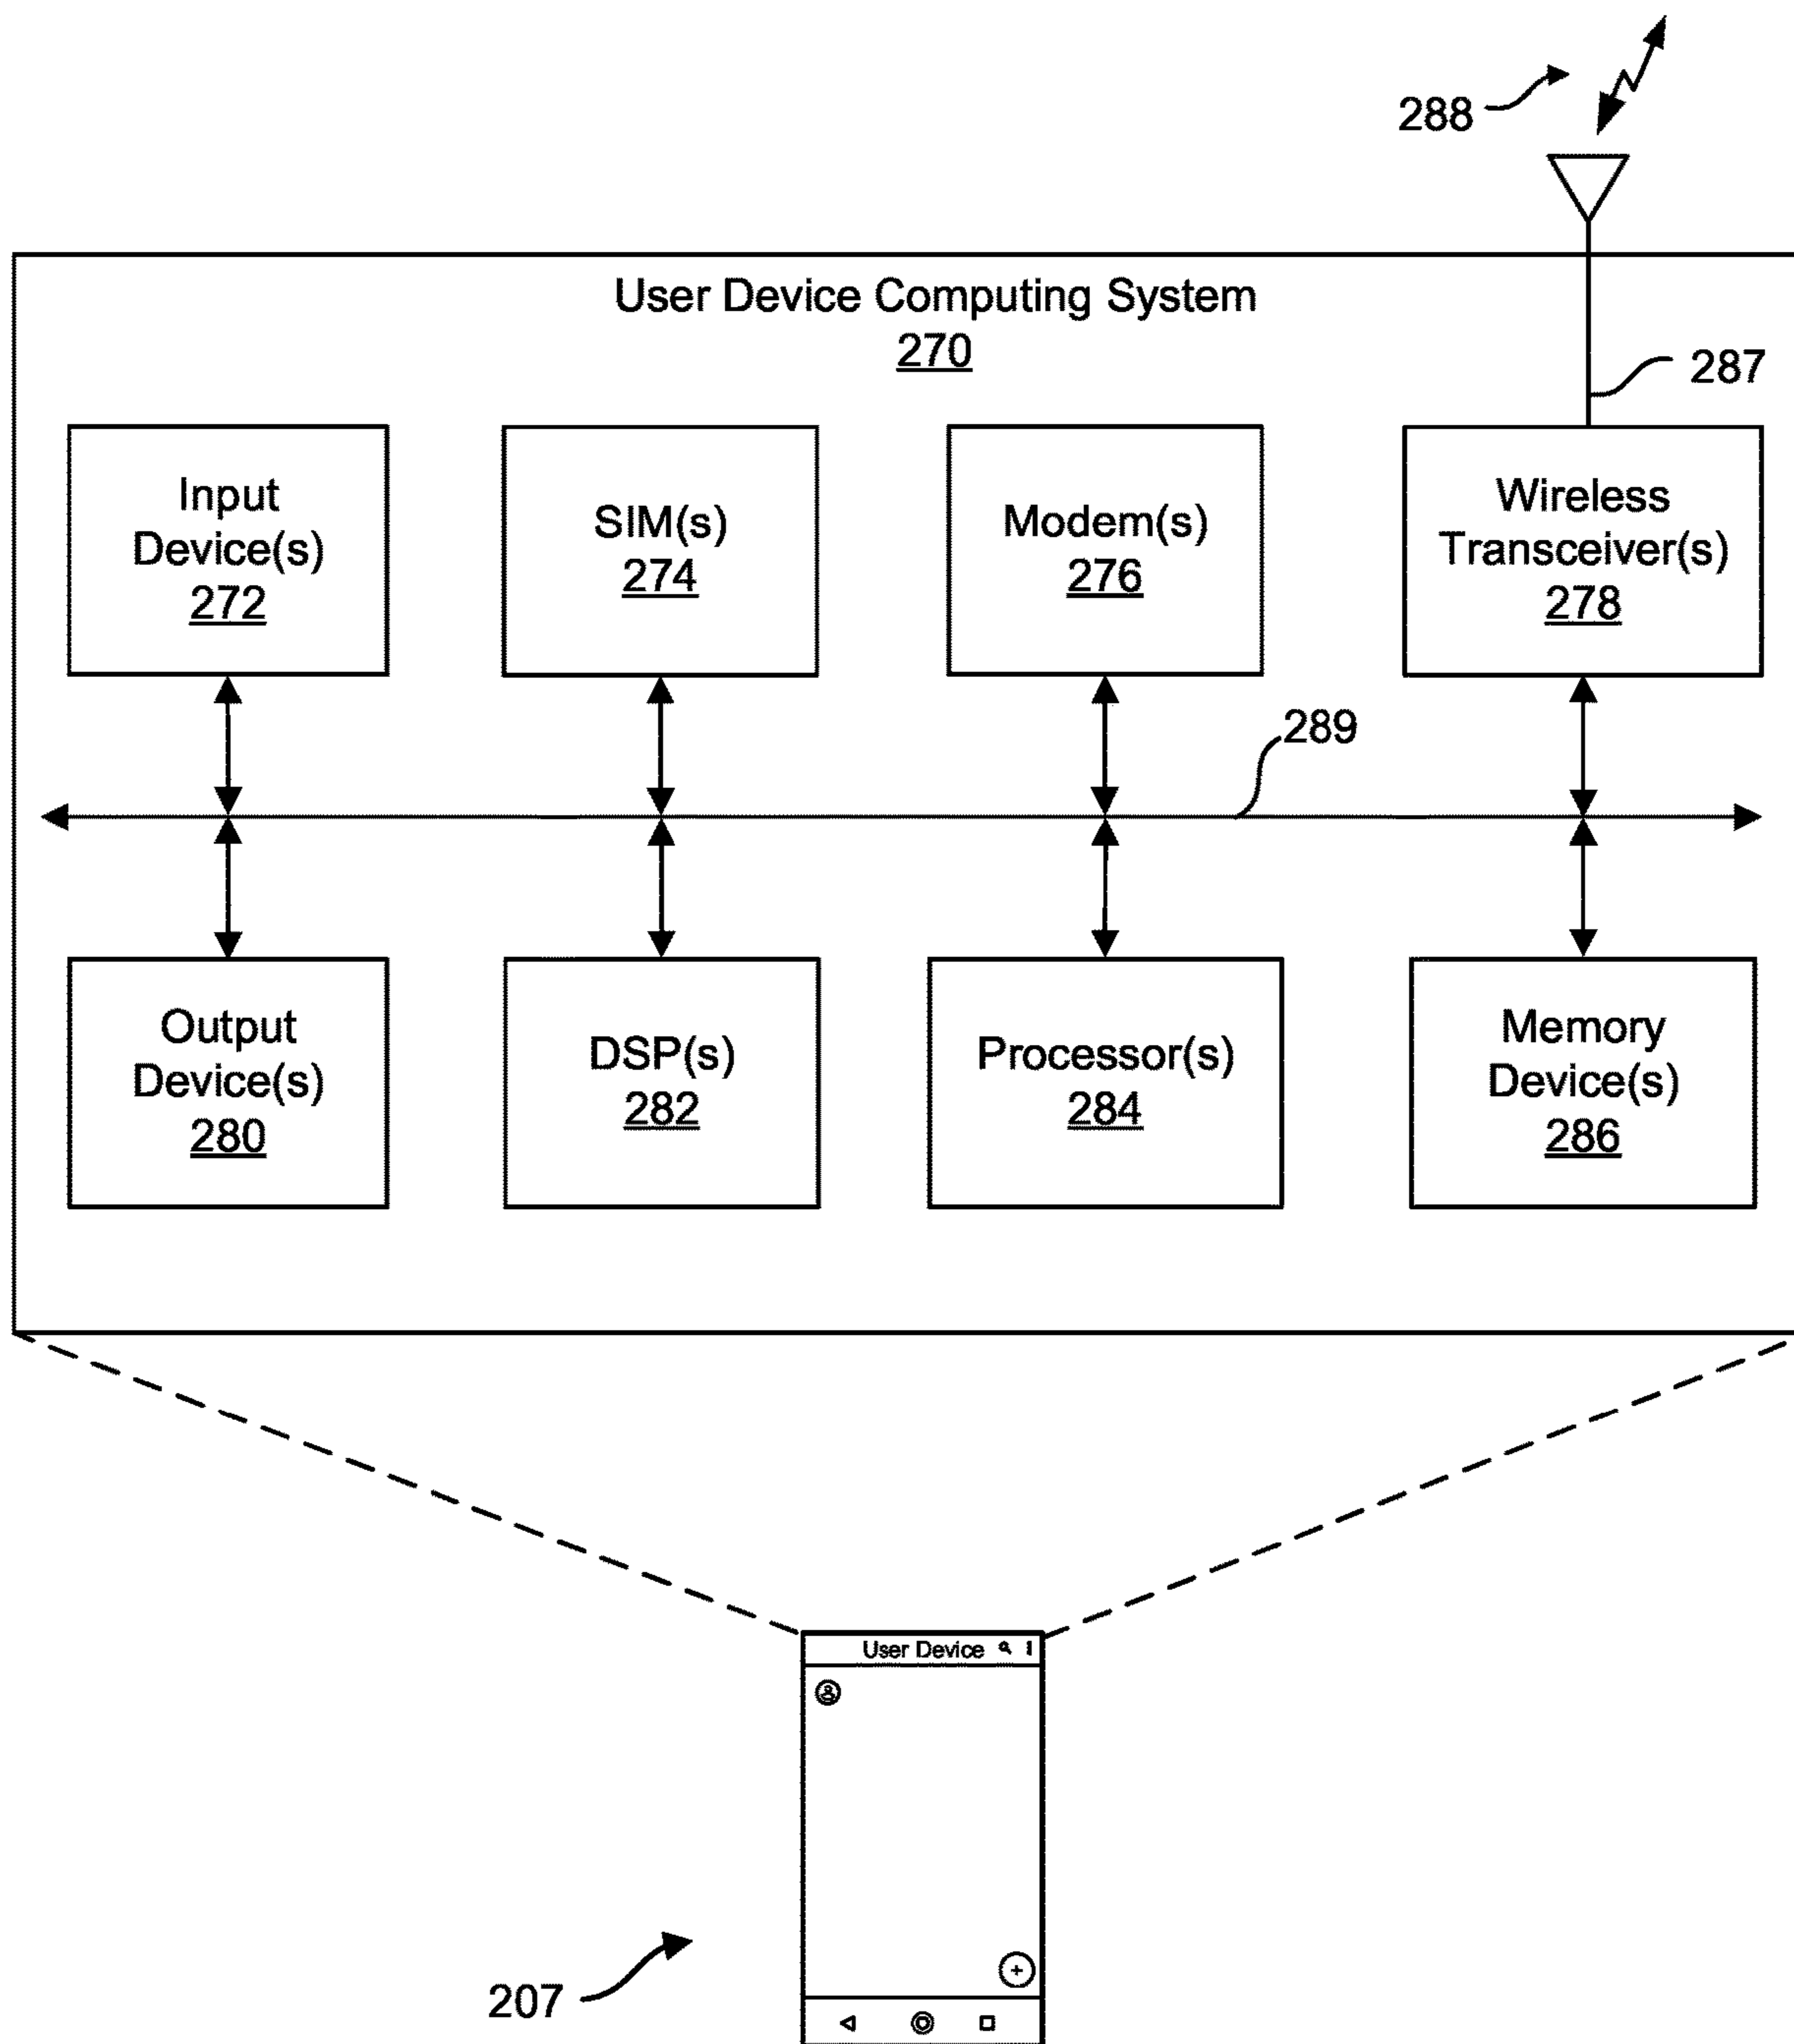 288
User Device Computing System
270
287
Input
Device(s)
272
SIM(s)
274
Modem(s)
276
Wireless
Transceiver(s)
278
289
Output
Device(s)
280
DSP(s)
282
Processor(s)
284
Memory
Device(s)
286
User Device
207